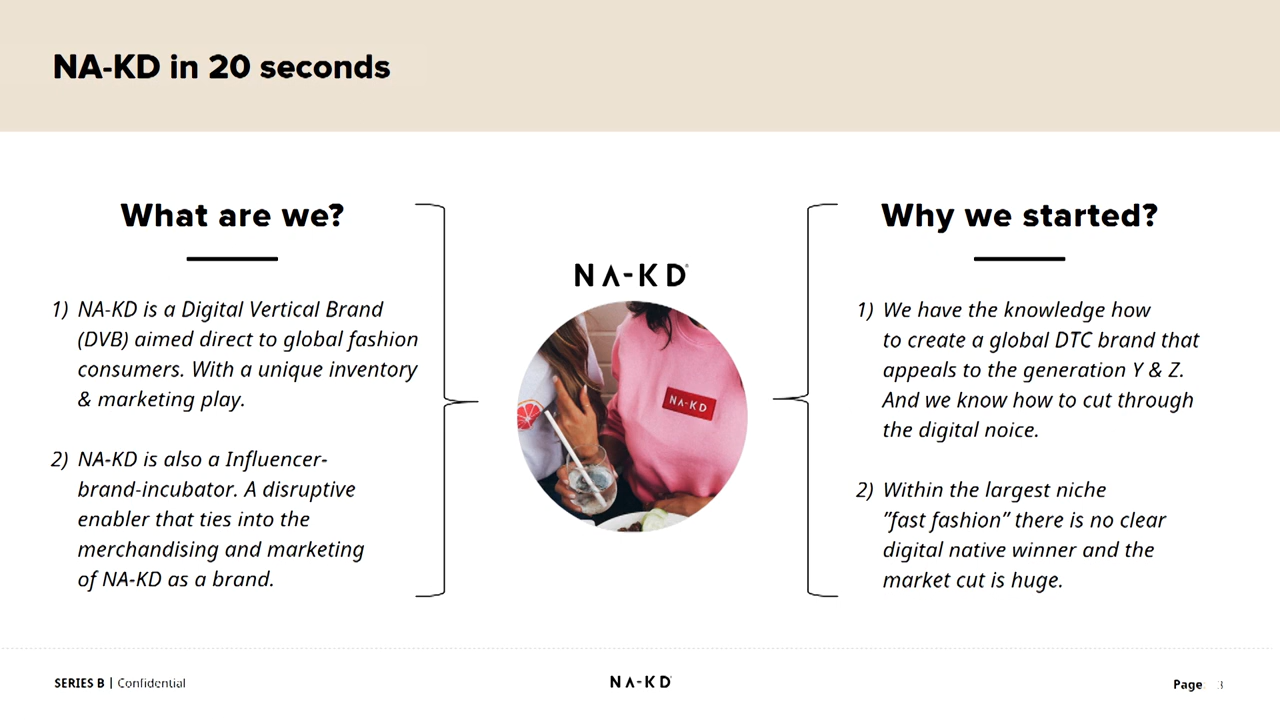 NA-KD in 20 seconds
What are we?
1) NA-KD is a Digital Vertical Brand
(DVB) aimed direct to global fashion
consumers. With a unique inventory
& marketing play.
2) NA-KD is also a Influencer-
brand-incubator. A disruptive
enabler that ties into the
merchandising and marketing
of NA-KD as a brand.
NA-KD
NA-KD
Why we started?
1) We have the knowledge how
to create a global DTC brand that
appeals to the generation Y & Z.
And we know how to cut through
the digital noice.
2) Within the largest niche
”fast fashion” there is no clear
digital native winner and the
market cut is huge.
SERIES B | Confidential
NA-KD
Page 3